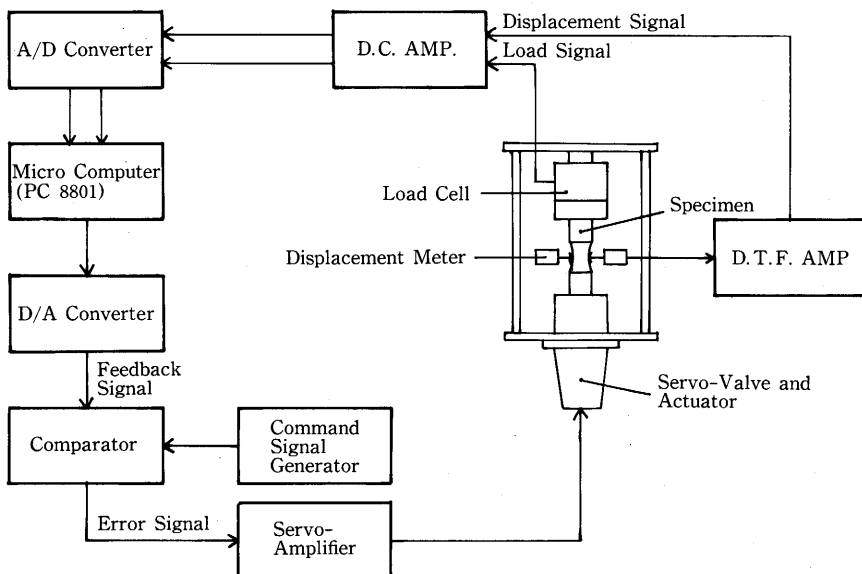 Displacement Signal
A/D Converter
D.C. AMP.
Load Signal
Micro Computer
(PC 8801)
Load Cell
Specimen
Displacement Meter
D.T.F. AMP
D/A Converter
Feedback
Signal
Servo-Valve and
Actuator
Comparator
Command
Signal
Generator
Error Signal
Servo-
Amplifier